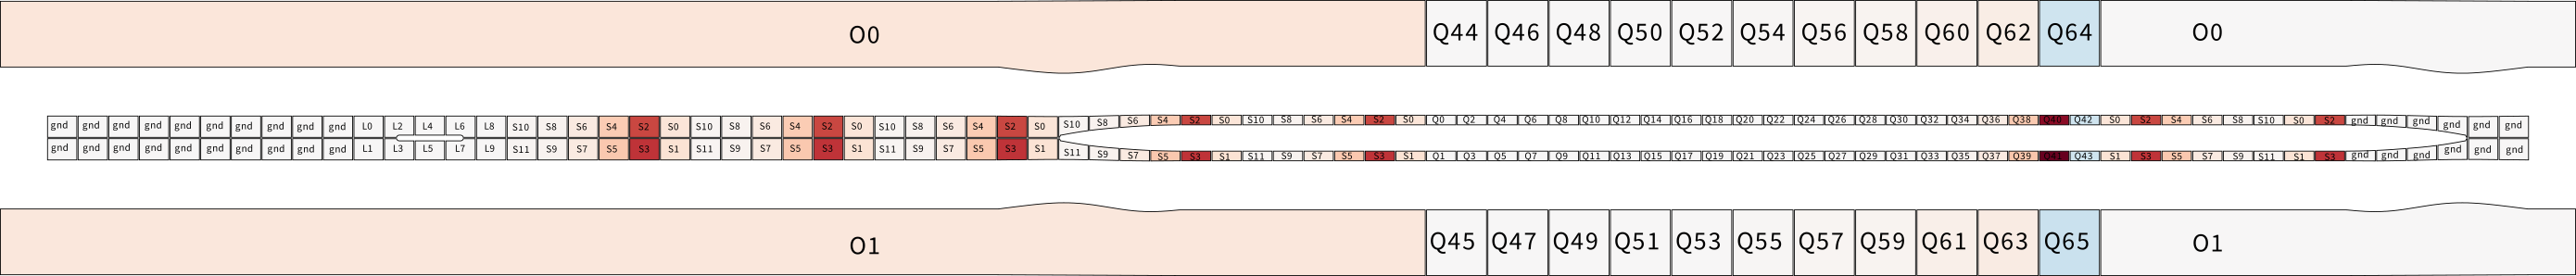 O0 Q44 Q46 Q48 Q50 Q52 Q54 Q56 Q58 Q60 Q62 Q64 O0
gnd gnd gnd gnd gnd gnd gnd gnd gnd gnd L0 L2 L4 L6 L8 S10 S8 S6 S4 S2 S0 S10 S8 S6 S4 S2 S0 S10 S8 S6 S4 S2 S0 S10 S8 S6 S4 S2 S0 S10 S8 S6 S4 S2 S0 Q0 Q2 Q4 Q6 Q8 Q10 Q12 Q14 Q16 Q18 Q20 Q22 Q24 Q26 Q28 Q30 Q32 Q34 Q36 Q38 Q40 Q42 S0 S2 S4 S6 S8 S10 S0 S2 gnd gnd gnd gnd gnd gnd
gnd gnd gnd gnd gnd gnd gnd gnd gnd gnd L1 L3 L5 L7 L9 S11 S9 S7 S5 S3 S1 S11 S9 S7 S5 S3 S1 S11 S9 S7 S5 S3 S1 S11 S9 S7 S5 S3 S1 S11 S9 S7 S5 S3 S1 Q1 Q3 Q5 Q7 Q9 Q11 Q13 Q15 Q17 Q19 Q21 Q23 Q25 Q27 Q29 Q31 Q33 Q35 Q37 Q39 Q41 Q43 S1 S3 S5 S7 S9 S11 S1 S3 gnd gnd gnd gnd gnd gnd
O1 Q45 Q47 Q49 Q51 Q53 Q55 Q57 Q59 Q61 Q63 Q65 O1